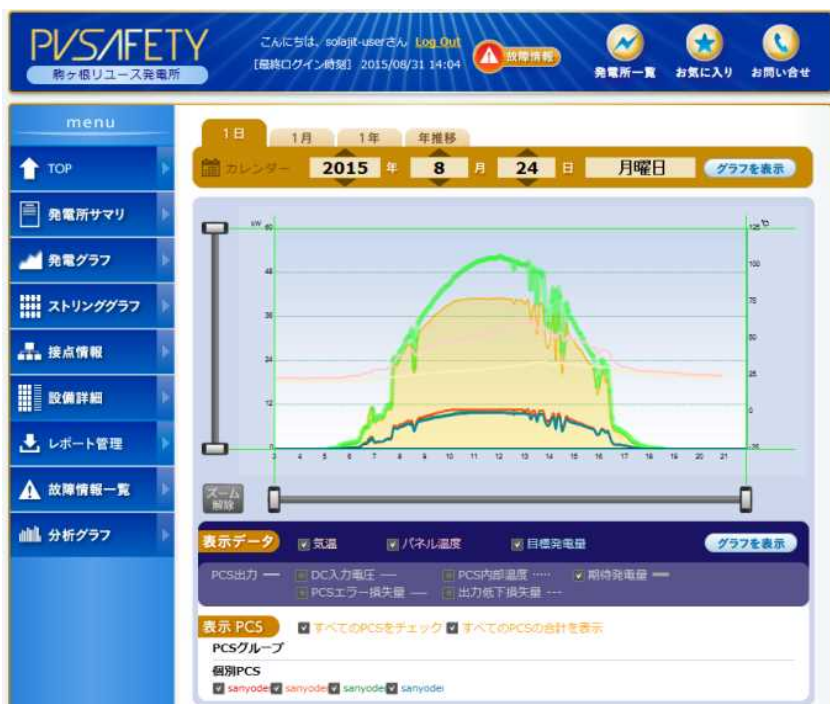 PVSAFETY
駒ヶ根リユース発電所
こんにちは、solajit-userさん Log Out
[最終ログイン時刻] 2015/08/31 14:04
故障情報
発電所一覧 お気に入り お問い合せ
menu
TOP
発電所サマリ
発電グラフ
ストリンググラフ
接点情報
設備詳細
レポート管理
故障情報一覧
分析グラフ
1日 1月 1年 年推移
カレンダー 2015 年 8 月 24 日 月曜日 グラフを表示
kW 60 125 ℃
48 100
36 75
50
24 25
12 0
0 -25
3 4 5 6 7 8 9 10 11 12 13 14 15 16 17 18 19 20 21
ズーム解除
表示データ 気温 パネル温度 目標発電量 グラフを表示
PCS出力 DC入力電圧 PCS内部温度 期待発電量
PCSエラー損失量 出力低下損失量
表示 PCS すべてのPCSをチェック すべてのPCSの合計を表示
PCSグループ
個別PCS
sanyoder sanyoder sanyoder sanyoder